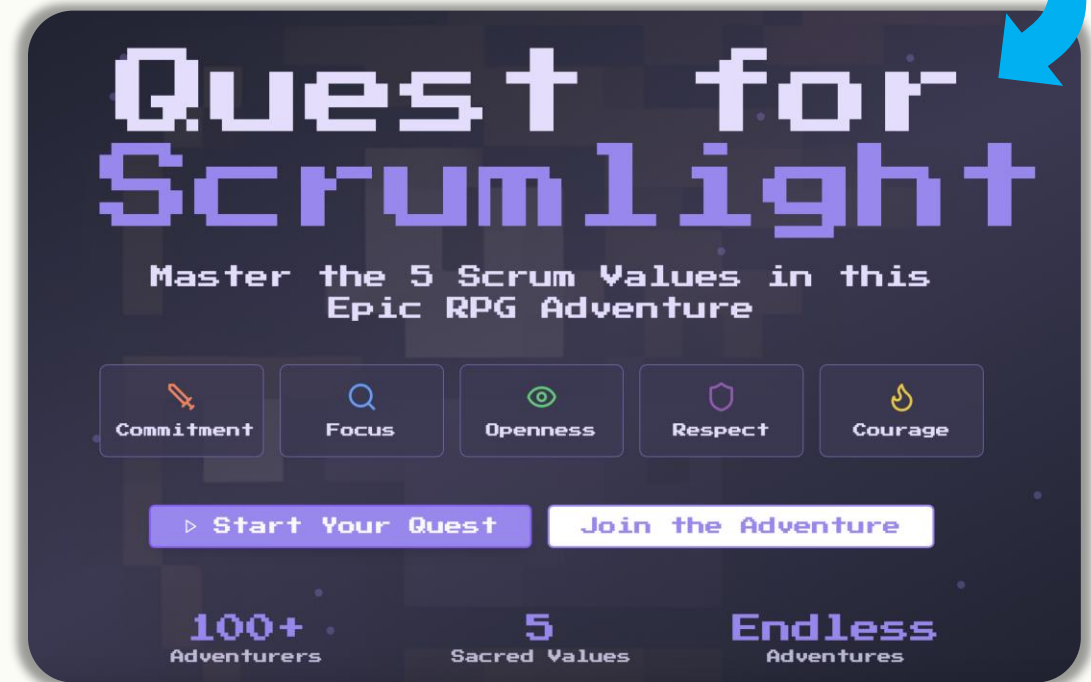 Quest for
Scrumlight
Master the 5 Scrum Values in this
Epic RPG Adventure
Commitment
Focus
Openness
Respect
Courage
Start Your Quest
Join the Adventure
100+
Adventurers
5
Sacred Values
Endless
Adventures